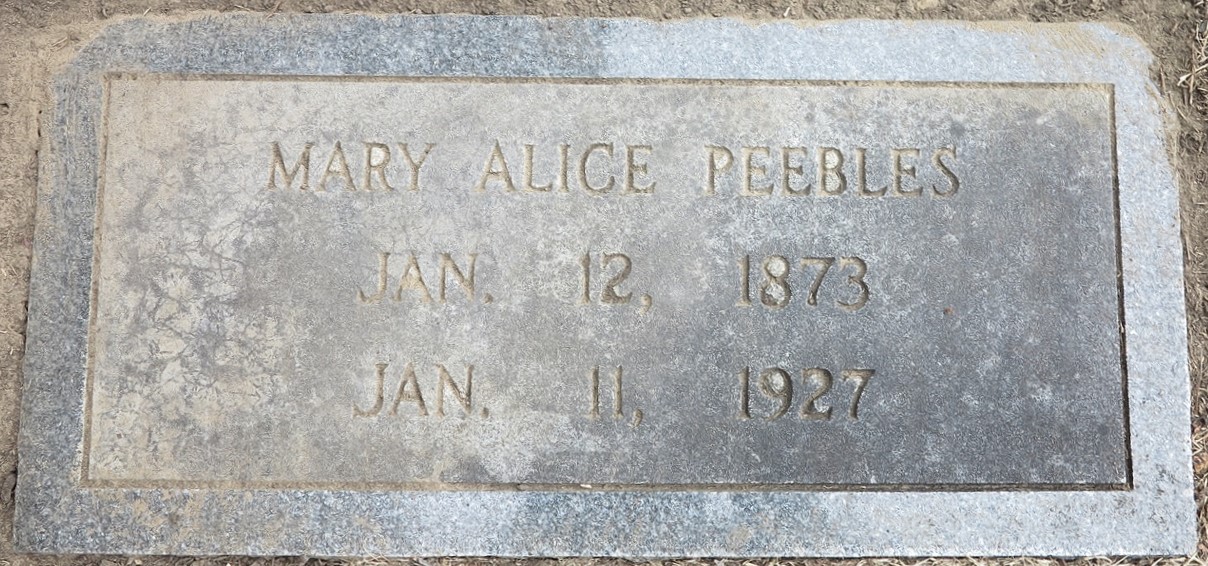 MARY ALICE PEEBLES
JAN. 12, 1873
JAN. 11, 1927